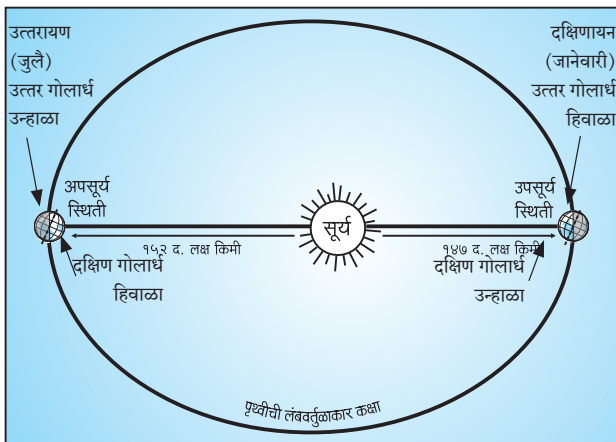 उत्तरायण
(जुलै)
उत्तर गोलार्ध
उन्हाळा
दक्षिणायन
(जानेवारी)
उत्तर गोलार्ध
हिवाळा
अपसूर्य
स्थिती
उपसूर्य
स्थिती
सूर्य
१५२ द. लक्ष किमी
१४७ द. लक्ष किमी
दक्षिण गोलार्ध
हिवाळा
दक्षिण गोलार्ध
उन्हाळा
पृथ्वीची लंबवर्तुळाकार कक्षा